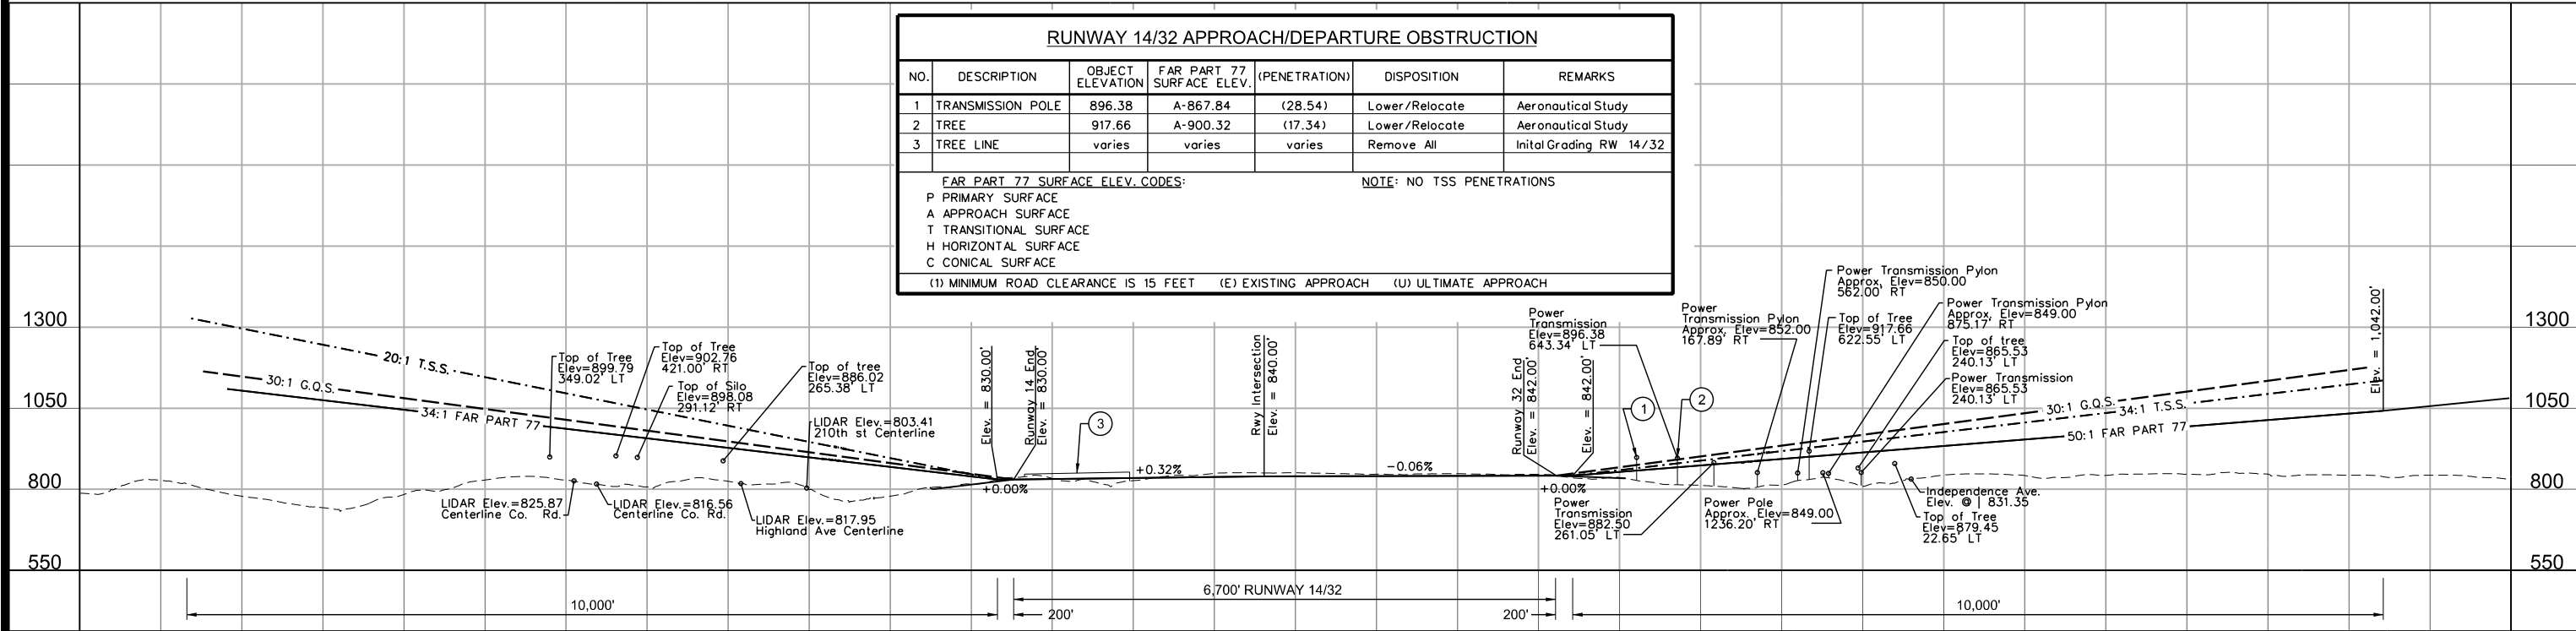 RUNWAY 14/32 APPROACH/DEPARTURE OBSTRUCTION
NO. DESCRIPTION OBJECT ELEVATION FAR PART 77 SURFACE ELEV. (PENETRATION) DISPOSITION REMARKS
1 TRANSMISSION POLE 896.38 A-867.84 (28.54) Lower/Relocate Aeronautical Study
2 TREE 917.66 A-900.32 (17.34) Lower/Relocate Aeronautical Study
3 TREE LINE varies varies varies Remove All Inital Grading RW 14/32
FAR PART 77 SURFACE ELEV. CODES:
NOTE: NO TSS PENETRATIONS
P PRIMARY SURFACE
A APPROACH SURFACE
T TRANSITIONAL SURFACE
H HORIZONTAL SURFACE
C CONICAL SURFACE
(1) MINIMUM ROAD CLEARANCE IS 15 FEET (E) EXISTING APPROACH (U) ULTIMATE APPROACH
1300
1050
800
550
20:1 T.S.S.
30:1 G.Q.S.
34:1 FAR PART 77
Top of Tree
Elev=899.79
349.02' LT
Top of Tree
Elev=902.76
421.00' RT
Top of Silo
Elev=898.08
291.12' RT
Top of tree
Elev=886.02
265.38' LT
LIDAR Elev.=803.41
210th st Centerline
LIDAR Elev.=825.87
Centerline Co. Rd.
LIDAR Elev.=816.56
Centerline Co. Rd.
LIDAR Elev.=817.95
Highland Ave Centerline
Elev. = 830.00'
Runway 14 End
Elev. = 830.00'
3
+0.32%
+0.00%
Rwy Intersection
Elev. = 840.00'
-0.06%
Runway 32 End
Elev. = 842.00'
Elev. = 842.00'
+0.00%
Power
Transmission
Elev=896.38
643.34' LT
1
2
Power
Transmission Pylon
Approx. Elev=852.00
167.89' RT
Power Transmission Pylon
Approx. Elev=850.00
562.00' RT
Top of Tree
Elev=917.66
622.55' LT
Power Transmission Pylon
Approx. Elev=849.00
875.17' RT
Top of tree
Elev=865.53
240.13' LT
Power Transmission
Elev=865.53
240.13' LT
Power
Transmission
Elev=882.50
261.05' LT
Power Pole
Approx. Elev=849.00
1236.20' RT
Independence Ave.
Elev. @ | 831.35
Top of Tree
Elev=879.45
22.65' LT
30:1 G.Q.S.
34:1 T.S.S.
50:1 FAR PART 77
Elev. = 1,042.00'
1300
1050
800
550
10,000'
200'
6,700' RUNWAY 14/32
200'
10,000'